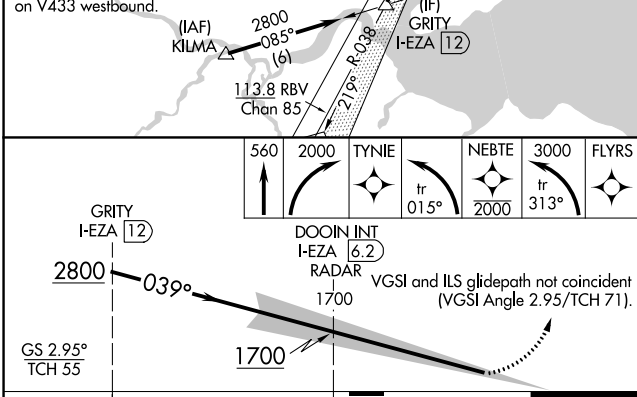 on V433 westbound.
(IAF)
KILMA
2800
085°
(6)
(IF)
GRITY
I-EZA 12
R-038
219°
113.8 RBV
Chan 85
560
2000
TYNIE
tr
015°
NEBTE
2000
3000
tr
313°
FLYRS
GRITY
I-EZA 12
2800
039°
DOOIN INT
I-EZA 6.2
RADAR
1700
VGSI and ILS glidepath not coincident
(VGSI Angle 2.95/TCH 71).
1700
GS 2.95°
TCH 55